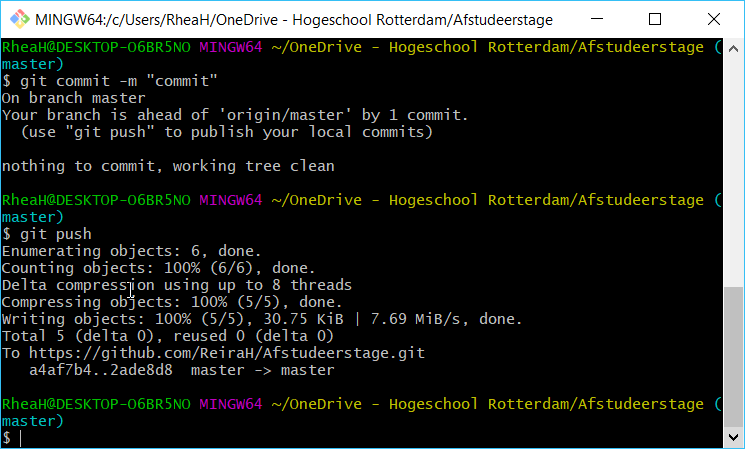 MINGW64:/c/Users/RheaH/OneDrive - Hogeschool Rotterdam/Afstudeerstage
RheaH@DESKTOP-O6BR5NO MINGW64 ~/OneDrive - Hogeschool Rotterdam/Afstudeerstage (
master)
$ git commit -m "commit"
On branch master
Your branch is ahead of 'origin/master' by 1 commit.
  (use "git push" to publish your local commits)

nothing to commit, working tree clean

RheaH@DESKTOP-O6BR5NO MINGW64 ~/OneDrive - Hogeschool Rotterdam/Afstudeerstage (
master)
$ git push
Enumerating objects: 6, done.
Counting objects: 100% (6/6), done.
Delta compression using up to 8 threads
Compressing objects: 100% (5/5), done.
Writing objects: 100% (5/5), 30.75 KiB | 7.69 MiB/s, done.
Total 5 (delta 0), reused 0 (delta 0)
To https://github.com/ReiraH/Afstudeerstage.git
   a4af7b4..2ade8d8  master -> master

RheaH@DESKTOP-O6BR5NO MINGW64 ~/OneDrive - Hogeschool Rotterdam/Afstudeerstage (
master)
$